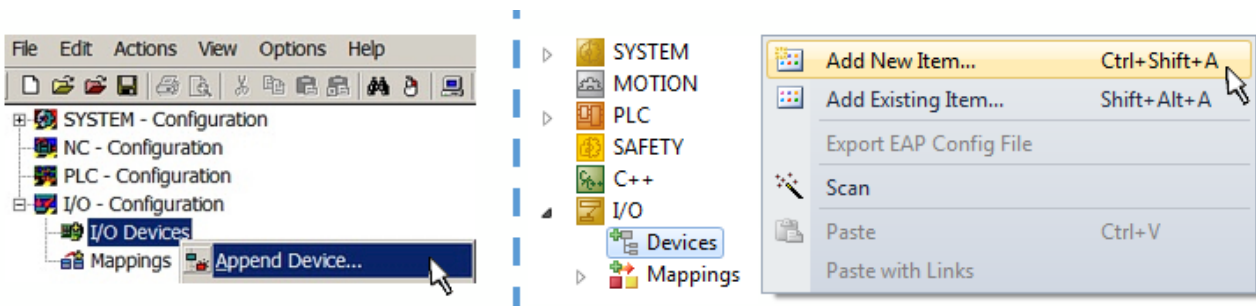 File Edit Actions View Options Help
SYSTEM - Configuration
NC - Configuration
PLC - Configuration
I/O - Configuration
I/O Devices
Mappings
Append Device...
SYSTEM
MOTION
PLC
SAFETY
C++
I/O
Devices
Mappings
Add New Item... Ctrl+Shift+A
Add Existing Item... Shift+Alt+A
Export EAP Config File
Scan
Paste Ctrl+V
Paste with Links